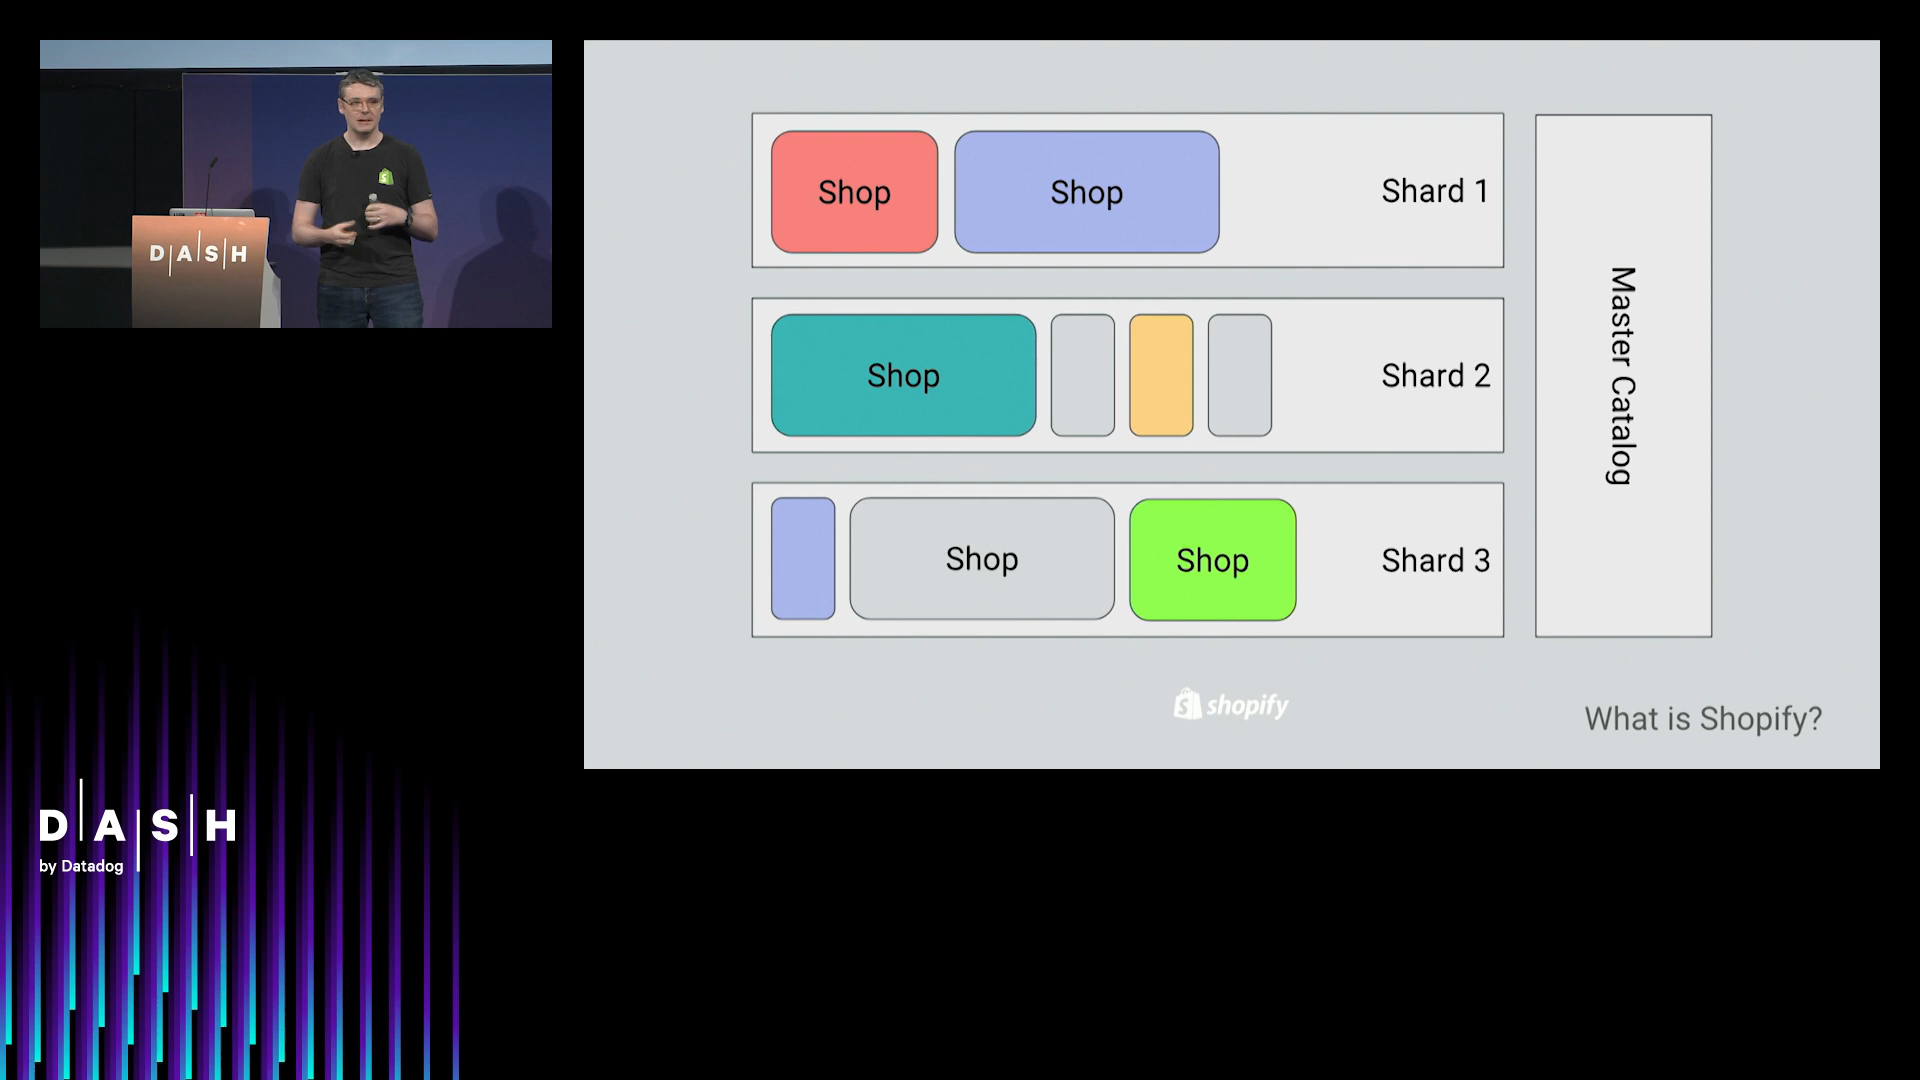 D|A|S|H
Shop
Shop
Shard 1
Shop
Shard 2
Shop
Shop
Shard 3
Master Catalog
shopify
What is Shopify?
D|A|S|H
by Datadog